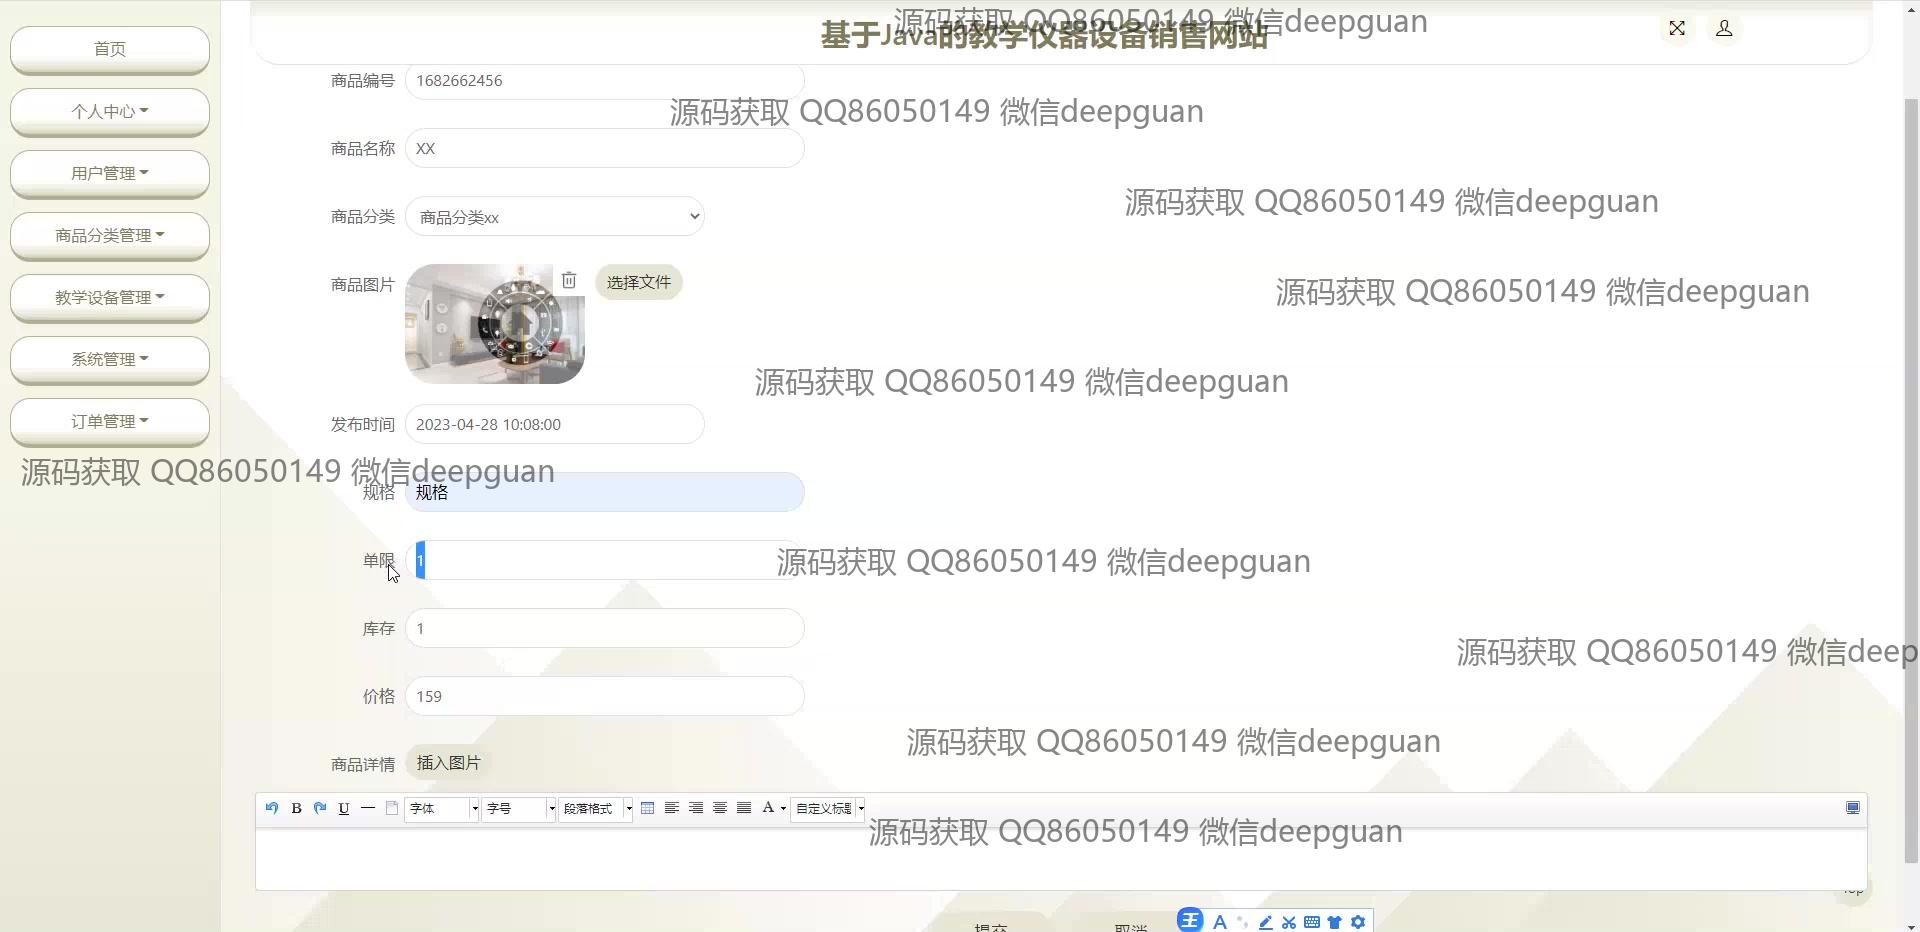 基于Java的教学仪器设备销售网站
源码获取 QQ86050149 微信deepguan
首页
个人中心
用户管理
商品分类管理
教学设备管理
系统管理
订单管理
商品编号 1682662456
源码获取 QQ86050149 微信deepguan
商品名称 XX
源码获取 QQ86050149 微信deepguan
商品分类 商品分类xx
商品图片 选择文件
源码获取 QQ86050149 微信deepguan
源码获取 QQ86050149 微信deepguan
发布时间 2023-04-28 10:08:00
源码获取 QQ86050149 微信deepguan
规格 规格
单限 1
源码获取 QQ86050149 微信deepguan
库存 1
源码获取 QQ86050149 微信deep
价格 159
源码获取 QQ86050149 微信deepguan
商品详情 插入图片
B U 字体 字号 段落格式 A 自定义标题
源码获取 QQ86050149 微信deepguan
Top
提交 取消
王 A